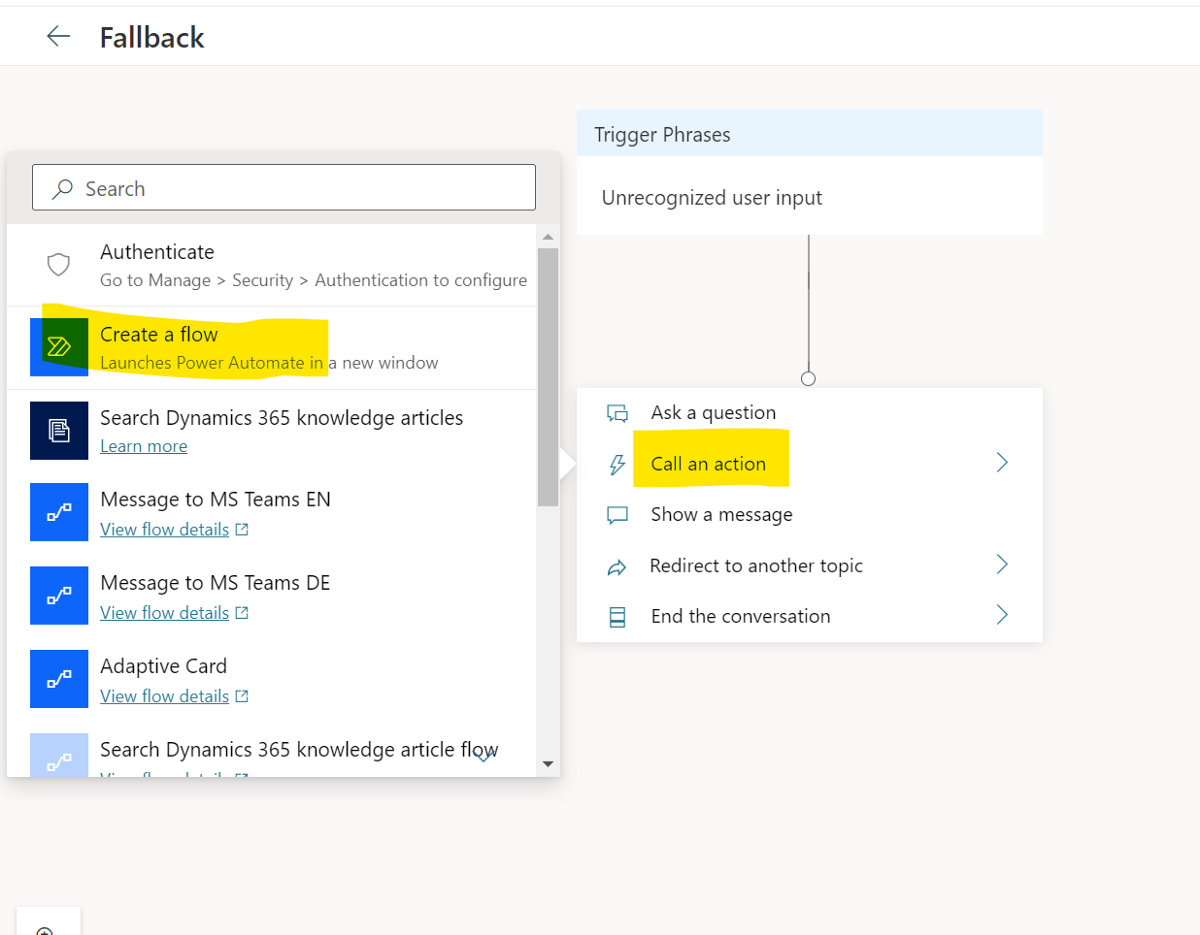 Fallback
Search
Authenticate
Go to Manage > Security > Authentication to configure
Create a flow
Launches Power Automate in a new window
Search Dynamics 365 knowledge articles
Learn more
Message to MS Teams EN
View flow details
Message to MS Teams DE
View flow details
Adaptive Card
View flow details
Search Dynamics 365 knowledge article flow
Trigger Phrases
Unrecognized user input
Ask a question
Call an action
Show a message
Redirect to another topic
End the conversation